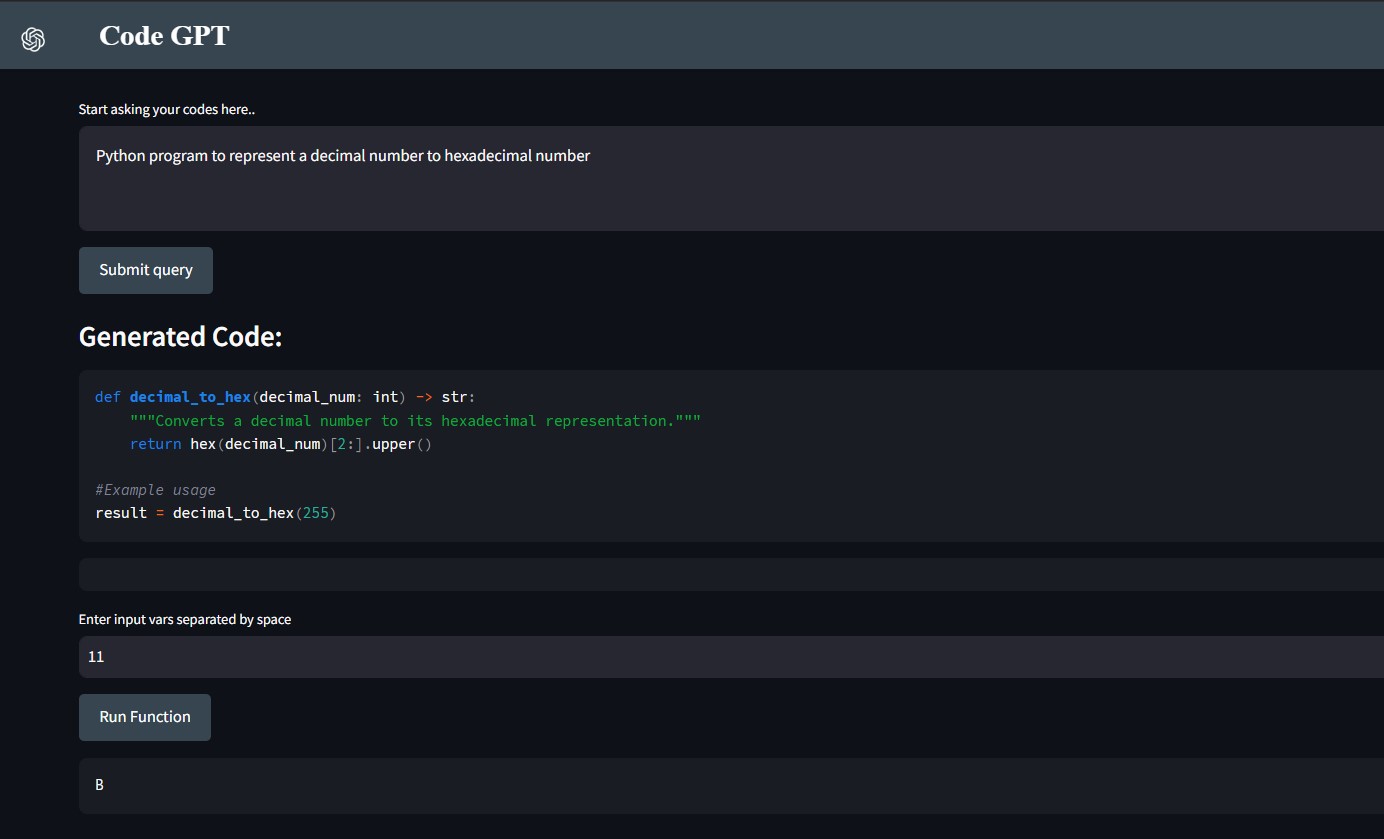 Code GPT
Start asking your codes here..
Python program to represent a decimal number to hexadecimal number
Submit query
Generated Code:
def decimal_to_hex(decimal_num: int) -> str:
    """Converts a decimal number to its hexadecimal representation."""
    return hex(decimal_num)[2:].upper()
#Example usage
result = decimal_to_hex(255)
Enter input vars separated by space
11
Run Function
B